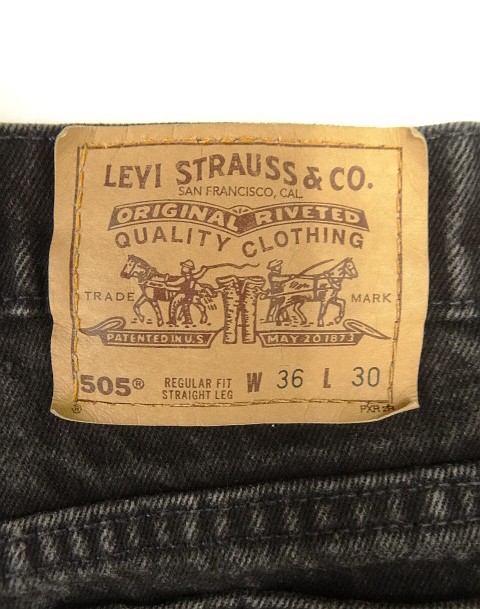 LEVI STRAUSS & CO.
SAN FRANCISCO, CAL.
ORIGINAL RIVETED
QUALITY CLOTHING
TRADE MARK
PATENTED IN U.S. MAY 20 1873
505® REGULAR FIT W 36 L 30
STRAIGHT LEG
®